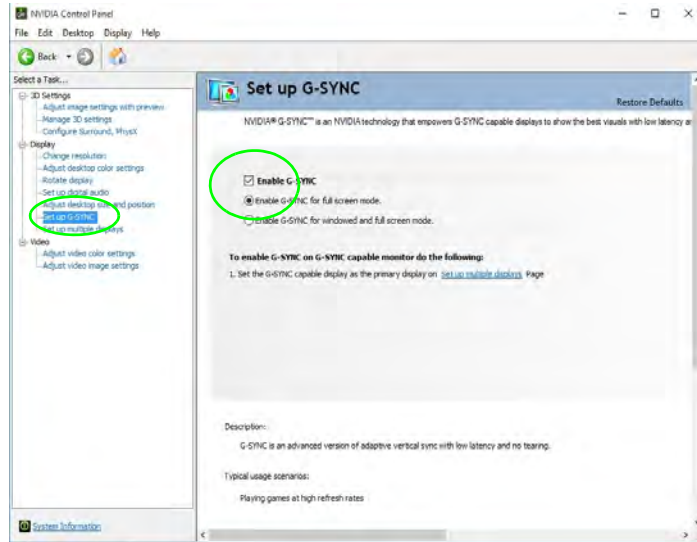 NVIDIA Control Panel
File Edit Desktop Display Help
Back
Select a Task...
3D Settings
Adjust image settings with preview
Manage 3D settings
Configure Surround, PhysX
Display
Change resolution
Adjust desktop color settings
Rotate display
Set up digital audio
Adjust desktop size and position
Set up G-SYNC
Set up multiple displays
Video
Adjust video color settings
Adjust video image settings
System Information
Set up G-SYNC
Restore Defaults
NVIDIA® G-SYNC™ is an NVIDIA technology that empowers G-SYNC capable displays to show the best visuals with low latency
Enable G-SYNC
Enable G-SYNC for full screen mode.
Enable G-SYNC for windowed and full screen mode.
To enable G-SYNC on G-SYNC capable monitor do the following:
1. Set the G-SYNC capable display as the primary display on Set up multiple displays Page
Description:
G-SYNC is an advanced version of adaptive vertical sync with low latency and no tearing.
Typical usage scenarios:
Playing games at high refresh rates